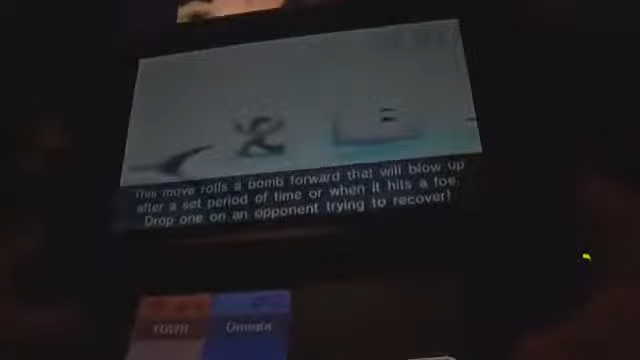 This move rolls a bomb forward that will blow up
after a set period of time or when it hits a foe.
Drop one on an opponent trying to recover!
Omega